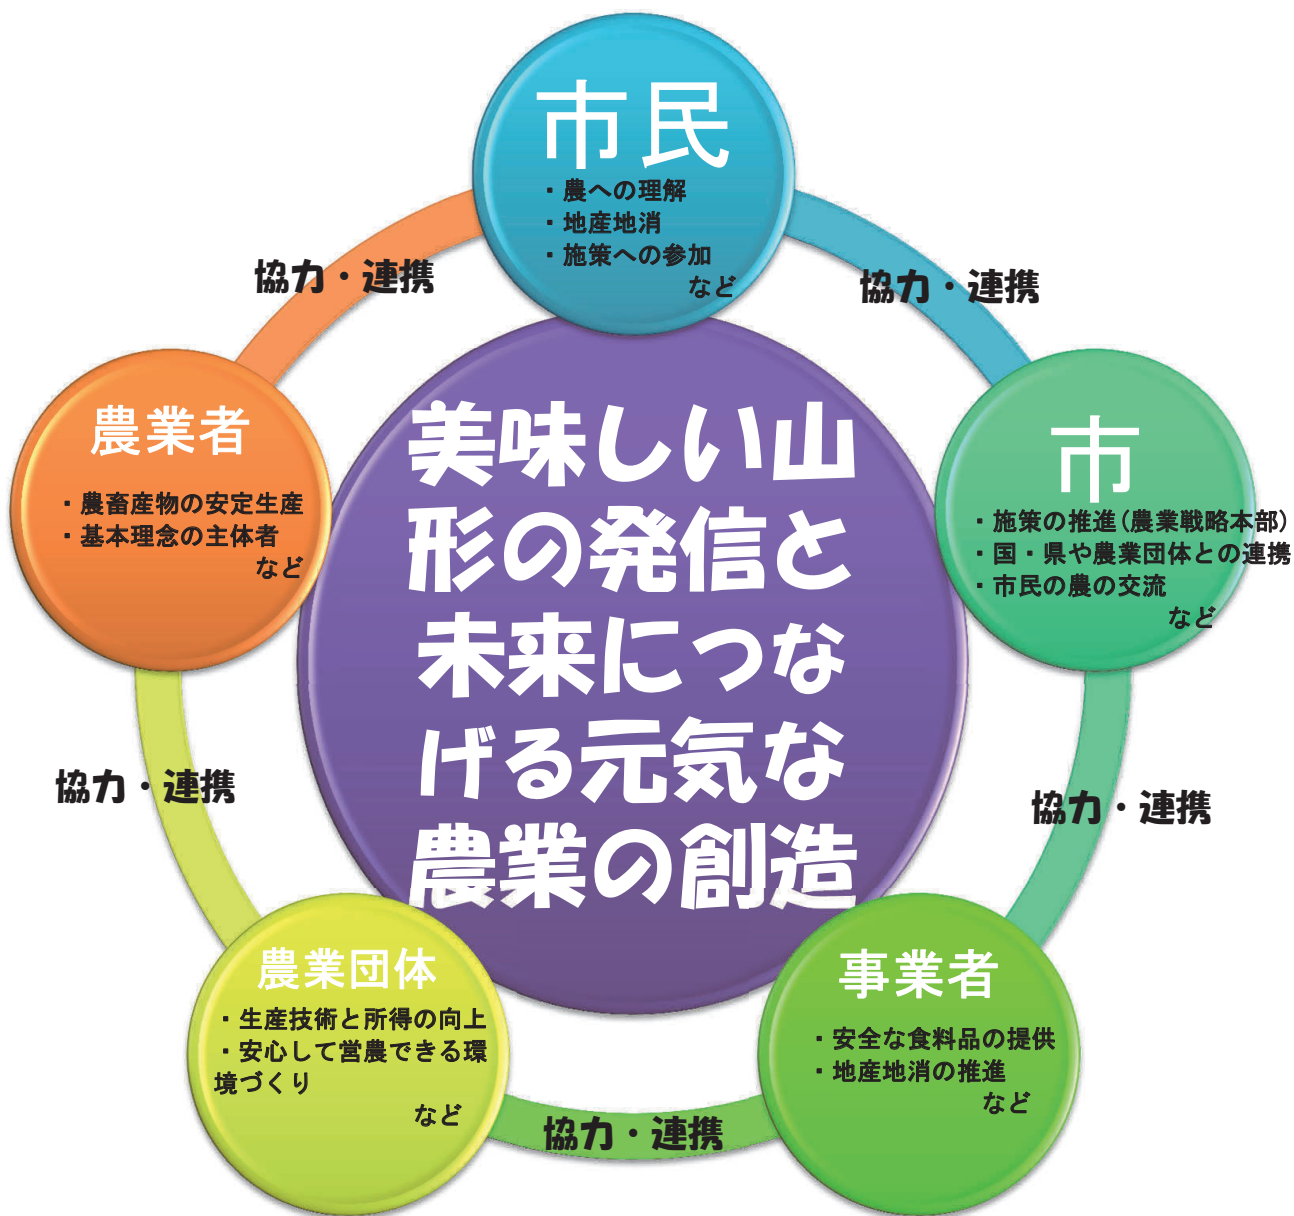 市民
・農への理解
・地産地消
・施策への参加
など
協力・連携
協力・連携
農業者
・農畜産物の安定生産
・基本理念の主体者
など
市
・施策の推進(農業戦略本部)
・国・県や農業団体との連携
・市民の農の交流
など
美味しい山
形の発信と
未来につな
げる元気な
農業の創造
協力・連携
協力・連携
農業団体
・生産技術と所得の向上
・安心して営農できる環
境づくり
など
事業者
・安全な食料品の提供
・地産地消の推進
など
協力・連携